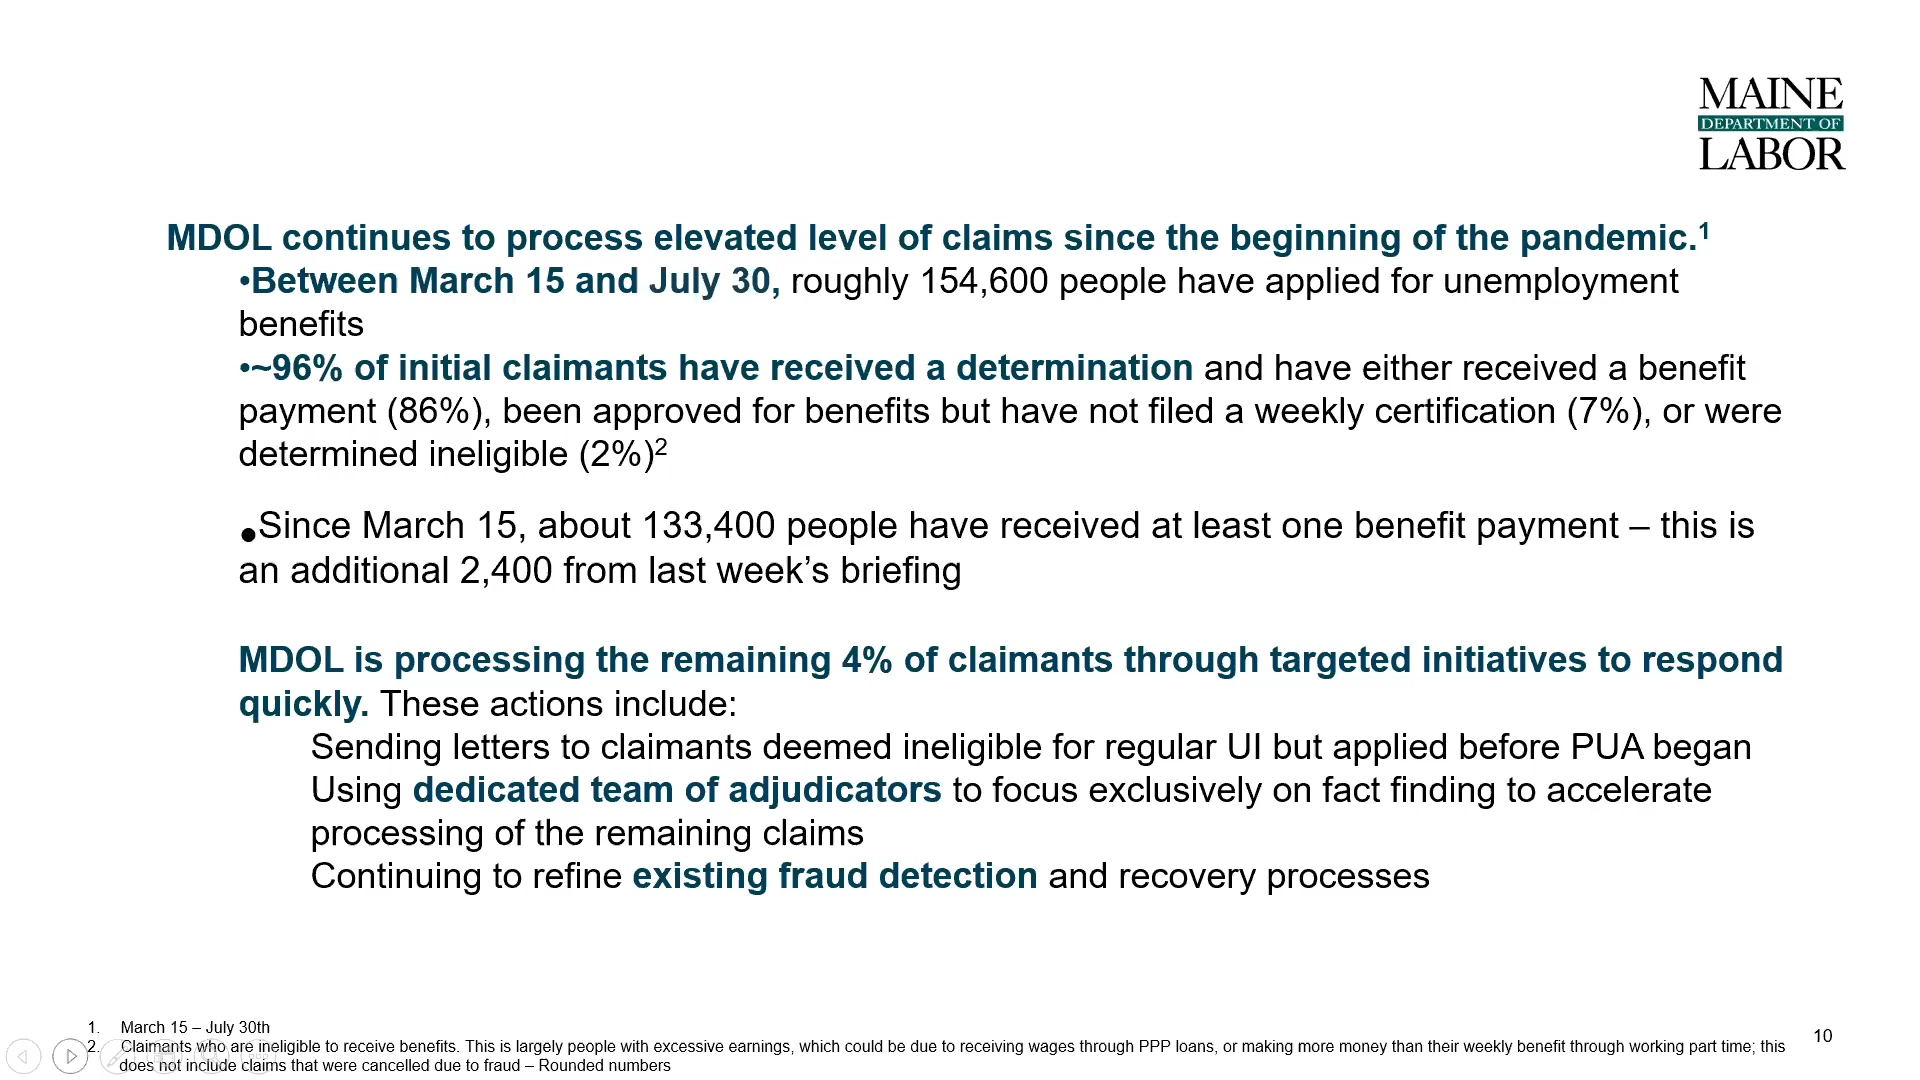 MAINE
DEPARTMENT OF
LABOR
MDOL continues to process elevated level of claims since the beginning of the pandemic.1
•Between March 15 and July 30, roughly 154,600 people have applied for unemployment
benefits
•~96% of initial claimants have received a determination and have either received a benefit
payment (86%), been approved for benefits but have not filed a weekly certification (7%), or were
determined ineligible (2%)2
•Since March 15, about 133,400 people have received at least one benefit payment – this is
an additional 2,400 from last week’s briefing
MDOL is processing the remaining 4% of claimants through targeted initiatives to respond
quickly. These actions include:
Sending letters to claimants deemed ineligible for regular UI but applied before PUA began
Using dedicated team of adjudicators to focus exclusively on fact finding to accelerate
processing of the remaining claims
Continuing to refine existing fraud detection and recovery processes
1. March 15 – July 30th
2. Claimants who are ineligible to receive benefits. This is largely people with excessive earnings, which could be due to receiving wages through PPP loans, or making more money than their weekly benefit through working part time; this
does not include claims that were cancelled due to fraud – Rounded numbers
10